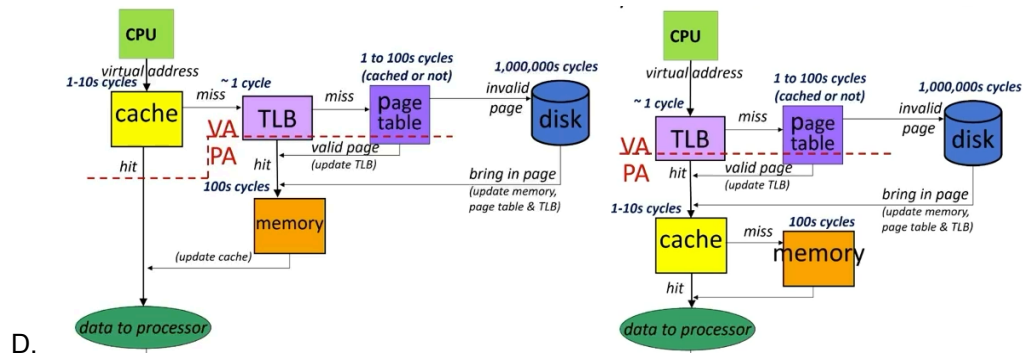 CPU
virtual address
1-10s cycles
cache
miss
~ 1 cycle
TLB
miss
1 to 100s cycles
(cached or not)
page
table
invalid
page
1,000,000s cycles
disk
VA
PA
hit
hit
valid page
(update TLB)
100s cycles
memory
bring in page
(update memory,
page table & TLB)
(update cache)
data to processor
CPU
virtual address
~ 1 cycle
TLB
miss
1 to 100s cycles
(cached or not)
page
table
invalid
page
1,000,000s cycles
disk
VA
PA
hit
valid page
(update TLB)
bring in page
(update memory,
page table & TLB)
1-10s cycles
cache
miss
100s cycles
memory
hit
data to processor
D.